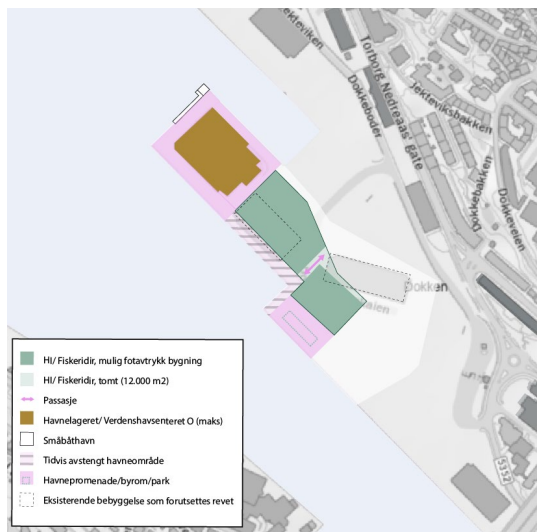 Jekteviken
Torborg Nedreaas' gate
Dokkeboder
Jekteviksbakken
Dokkebakken
Dokkeveien
Dokken
5352
HI/ Fiskeridir, mulig fotavtrykk bygning
HI/ Fiskeridir, tomt (12.000 m2)
Passasje
Havnelageret/ Verdenshavsenteret O (maks)
Småbåthavn
Tidvis avstengt havneområde
Havnepromenade/byrom/park
Eksisterende bebyggelse som forutsettes revet